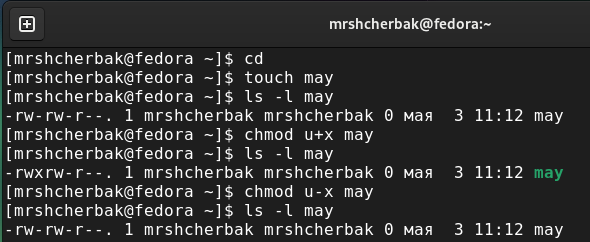 mrshcherbak@fedora:~
[mrshcherbak@fedora ~]$ cd
[mrshcherbak@fedora ~]$ touch may
[mrshcherbak@fedora ~]$ ls -l may
-rw-rw-r--. 1 mrshcherbak mrshcherbak 0 мая  3 11:12 may
[mrshcherbak@fedora ~]$ chmod u+x may
[mrshcherbak@fedora ~]$ ls -l may
-rwxrw-r--. 1 mrshcherbak mrshcherbak 0 мая  3 11:12 may
[mrshcherbak@fedora ~]$ chmod u-x may
[mrshcherbak@fedora ~]$ ls -l may
-rw-rw-r--. 1 mrshcherbak mrshcherbak 0 мая  3 11:12 may